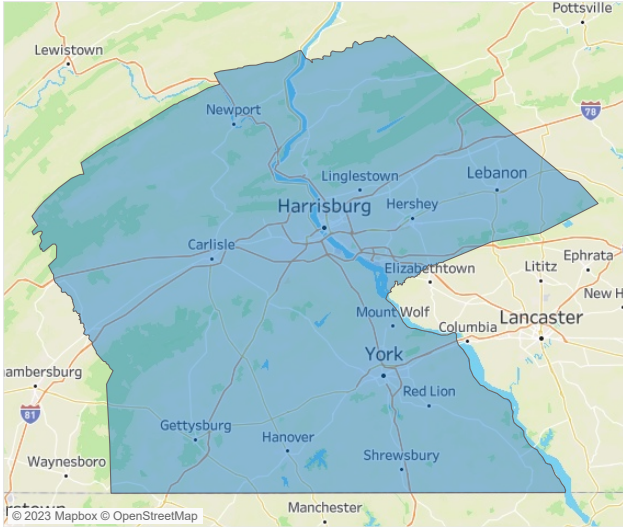 Pottsville
Lewistown
78
Newport
Linglestown
Lebanon
Harrisburg
Hershey
Carlisle
Ephrata
Elizabethtown
Lititz
New H
Mount Wolf
Lancaster
Columbia
York
ambersburg
Red Lion
81
Gettysburg
Hanover
Shrewsbury
Waynesboro
Manchester
© 2023 Mapbox © OpenStreetMap